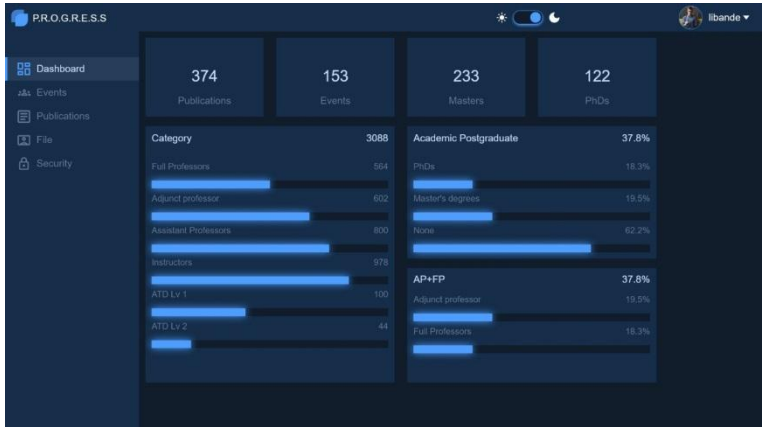 P.R.O.G.R.E.S.S
libande
Dashboard
Events
Publications
File
Security
374
Publications
153
Events
233
Masters
122
PhDs
Category 3088
Full Professors 564
Adjunct professor 602
Assistant Professors 800
Instructors 978
ATD Lv 1 100
ATD Lv 2 44
Academic Postgraduate 37.8%
PhDs 18.3%
Master's degrees 19.5%
None 62.2%
AP+FP 37.8%
Adjunct professor 19.5%
Full Professors 18.3%